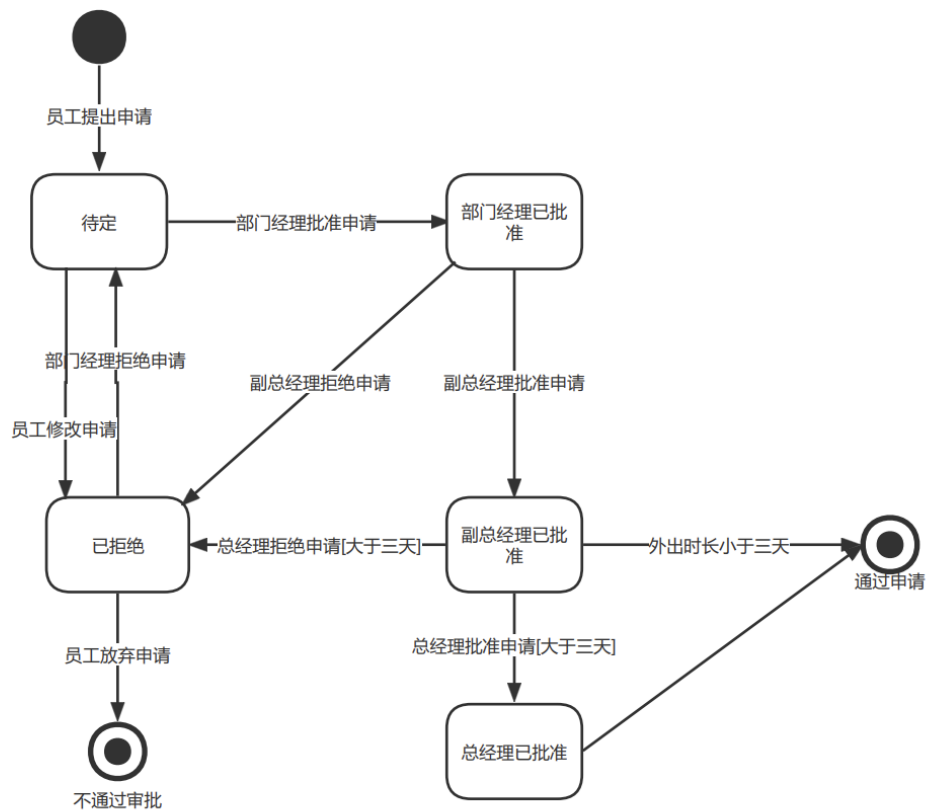 员工提出申请
待定
部门经理批准申请
部门经理已批
准
部门经理拒绝申请
副总经理拒绝申请
副总经理批准申请
员工修改申请
已拒绝
总经理拒绝申请[大于三天]
副总经理已批
准
外出时长小于三天
通过申请
员工放弃申请
总经理批准申请[大于三天]
总经理已批准
不通过审批